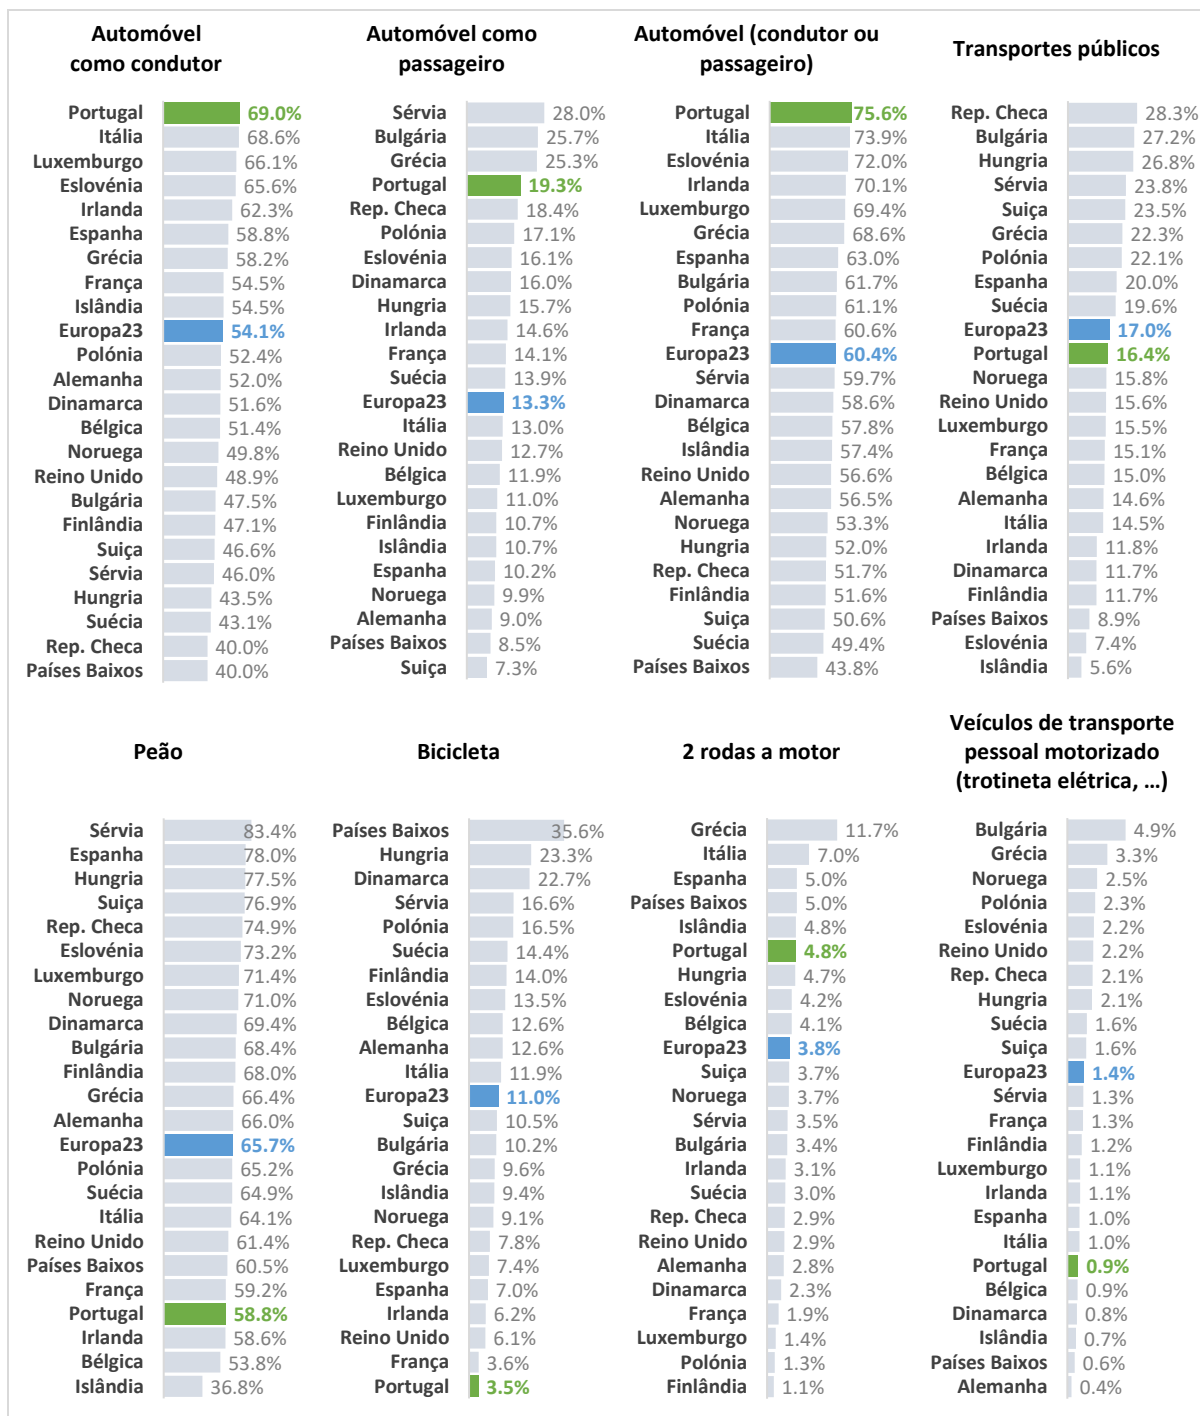 Automóvel
como condutor
Portugal 69.0%
Itália 68.6%
Luxemburgo 66.1%
Eslovénia 65.6%
Irlanda 62.3%
Espanha 58.8%
Grécia 58.2%
França 54.5%
Islândia 54.5%
Europa23 54.1%
Polónia 52.4%
Alemanha 52.0%
Dinamarca 51.6%
Bélgica 51.4%
Noruega 49.8%
Reino Unido 48.9%
Bulgária 47.5%
Finlândia 47.1%
Suiça 46.6%
Sérvia 46.0%
Hungria 43.5%
Suécia 43.1%
Rep. Checa 40.0%
Países Baixos 40.0%
Automóvel como
passageiro
Sérvia 28.0%
Bulgária 25.7%
Grécia 25.3%
Portugal 19.3%
Rep. Checa 18.4%
Polónia 17.1%
Eslovénia 16.1%
Dinamarca 16.0%
Hungria 15.7%
Irlanda 14.6%
França 14.1%
Suécia 13.9%
Europa23 13.3%
Itália 13.0%
Reino Unido 12.7%
Bélgica 11.9%
Luxemburgo 11.0%
Finlândia 10.7%
Islândia 10.7%
Espanha 10.2%
Noruega 9.9%
Alemanha 9.0%
Países Baixos 8.5%
Suiça 7.3%
Automóvel (condutor ou
passageiro)
Portugal 75.6%
Itália 73.9%
Eslovénia 72.0%
Irlanda 70.1%
Luxemburgo 69.4%
Grécia 68.6%
Espanha 63.0%
Bulgária 61.7%
Polónia 61.1%
França 60.6%
Europa23 60.4%
Sérvia 59.7%
Dinamarca 58.6%
Bélgica 57.8%
Islândia 57.4%
Reino Unido 56.6%
Alemanha 56.5%
Noruega 53.3%
Hungria 52.0%
Rep. Checa 51.7%
Finlândia 51.6%
Suiça 50.6%
Suécia 49.4%
Países Baixos 43.8%
Transportes públicos
Rep. Checa 28.3%
Bulgária 27.2%
Hungria 26.8%
Sérvia 23.8%
Suiça 23.5%
Grécia 22.3%
Polónia 22.1%
Espanha 20.0%
Suécia 19.6%
Europa23 17.0%
Portugal 16.4%
Noruega 15.8%
Reino Unido 15.6%
Luxemburgo 15.5%
França 15.1%
Bélgica 15.0%
Alemanha 14.6%
Itália 14.5%
Irlanda 11.8%
Dinamarca 11.7%
Finlândia 11.7%
Países Baixos 8.9%
Eslovénia 7.4%
Islândia 5.6%
Peão
Sérvia 83.4%
Espanha 78.0%
Hungria 77.5%
Suiça 76.9%
Rep. Checa 74.9%
Eslovénia 73.2%
Luxemburgo 71.4%
Noruega 71.0%
Dinamarca 69.4%
Bulgária 68.4%
Finlândia 68.0%
Grécia 66.4%
Alemanha 66.0%
Europa23 65.7%
Polónia 65.2%
Suécia 64.9%
Itália 64.1%
Reino Unido 61.4%
Países Baixos 60.5%
França 59.2%
Portugal 58.8%
Irlanda 58.6%
Bélgica 53.8%
Islândia 36.8%
Bicicleta
Países Baixos 35.6%
Hungria 23.3%
Dinamarca 22.7%
Sérvia 16.6%
Polónia 16.5%
Suécia 14.4%
Finlândia 14.0%
Eslovénia 13.5%
Bélgica 12.6%
Alemanha 12.6%
Itália 11.9%
Europa23 11.0%
Suiça 10.5%
Bulgária 10.2%
Grécia 9.6%
Islândia 9.4%
Noruega 9.1%
Rep. Checa 7.8%
Luxemburgo 7.4%
Espanha 7.0%
Irlanda 6.2%
Reino Unido 6.1%
França 3.6%
Portugal 3.5%
2 rodas a motor
Grécia 11.7%
Itália 7.0%
Espanha 5.0%
Países Baixos 5.0%
Islândia 4.8%
Portugal 4.8%
Hungria 4.7%
Eslovénia 4.2%
Bélgica 4.1%
Europa23 3.8%
Suiça 3.7%
Noruega 3.7%
Sérvia 3.5%
Bulgária 3.4%
Irlanda 3.1%
Suécia 3.0%
Rep. Checa 2.9%
Reino Unido 2.9%
Alemanha 2.8%
Dinamarca 2.3%
França 1.9%
Luxemburgo 1.4%
Polónia 1.3%
Finlândia 1.1%
Veículos de transporte
pessoal motorizado
(trotineta elétrica, ...)
Bulgária 4.9%
Grécia 3.3%
Noruega 2.5%
Polónia 2.3%
Eslovénia 2.2%
Reino Unido 2.2%
Rep. Checa 2.1%
Hungria 2.1%
Suécia 1.6%
Suiça 1.6%
Europa23 1.4%
Sérvia 1.3%
França 1.3%
Finlândia 1.2%
Luxemburgo 1.1%
Irlanda 1.1%
Espanha 1.0%
Itália 1.0%
Portugal 0.9%
Bélgica 0.9%
Dinamarca 0.8%
Islândia 0.7%
Países Baixos 0.6%
Alemanha 0.4%